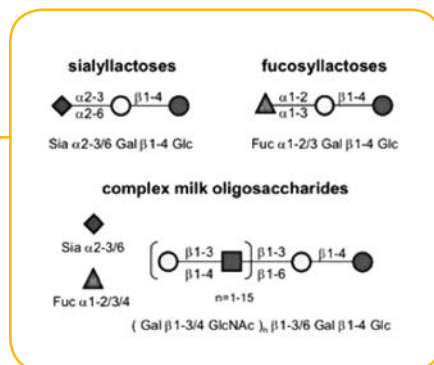 sialyllactoses
α2-3
α2-6
β1-4
Sia α2-3/6 Gal β1-4 Glc
fucosyllactoses
α1-2
α1-3
β1-4
Fuc α1-2/3 Gal β1-4 Glc
complex milk oligosaccharides
Sia α2-3/6
Fuc α1-2/3/4
β1-3
β1-4
β1-3
β1-6
β1-4
n=1-15
( Gal β1-3/4 GlcNAc )n β1-3/6 Gal β1-4 Glc